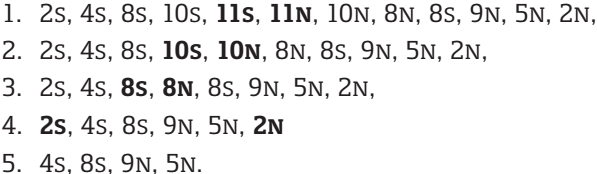 1. 2S, 4S, 8S, 10S, 11S, 11N, 10N, 8N, 8S, 9N, 5N, 2N,
2. 2S, 4S, 8S, 10S, 10N, 8N, 8S, 9N, 5N, 2N,
3. 2S, 4S, 8S, 8N, 8S, 9N, 5N, 2N,
4. 2S, 4S, 8S, 9N, 5N, 2N
5. 4S, 8S, 9N, 5N.